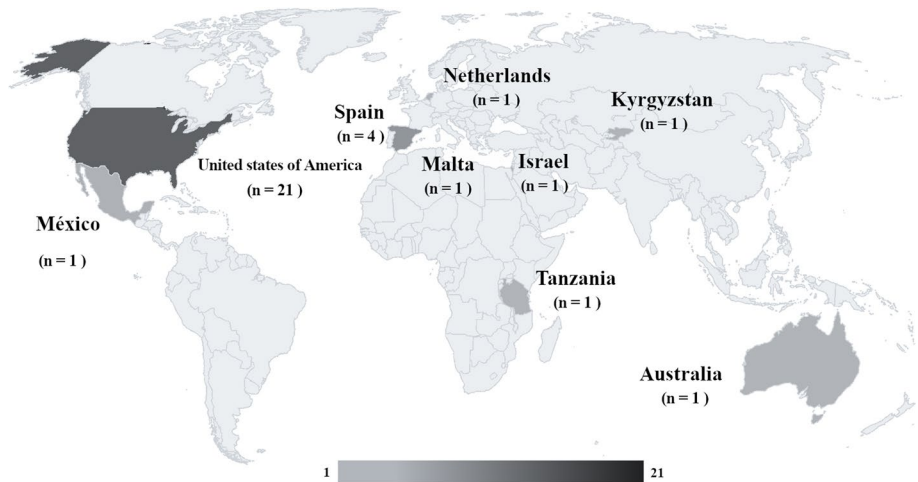 Netherlands
(n = 1 )
Kyrgyzstan
(n = 1 )
Spain
(n = 4 )
United states of America
(n = 21 )
Malta
(n = 1 )
Israel
(n = 1 )
Méxíco
(n = 1 )
Tanzania
(n = 1 )
Australia
(n = 1 )
1
21